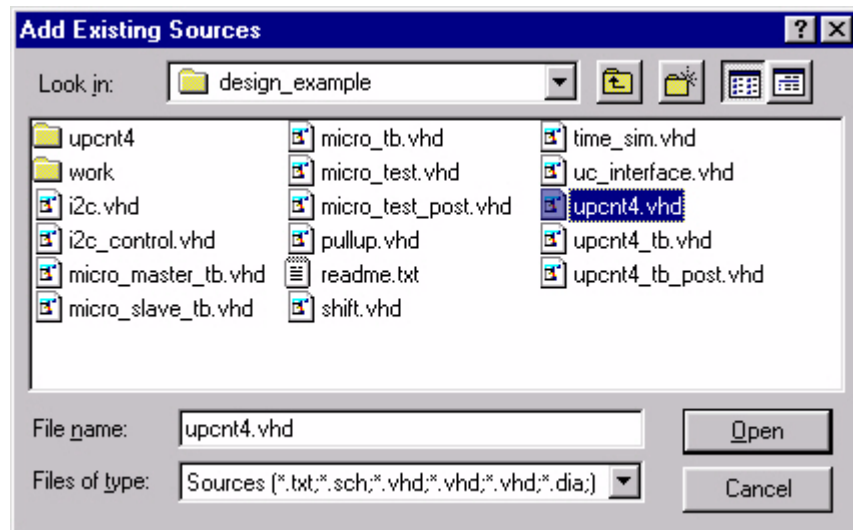 Add Existing Sources
Look in: design_example
upcnt4 micro_tb.vhd time_sim.vhd
work micro_test.vhd uc_interface.vhd
i2c.vhd micro_test_post.vhd upcnt4.vhd
i2c_control.vhd pullup.vhd upcnt4_tb.vhd
micro_master_tb.vhd readme.txt upcnt4_tb_post.vhd
micro_slave_tb.vhd shift.vhd
File name: upcnt4.vhd Open
Files of type: Sources (*.txt;*.sch;*.vhd;*.vhd;*.vhd;*.dia;) Cancel